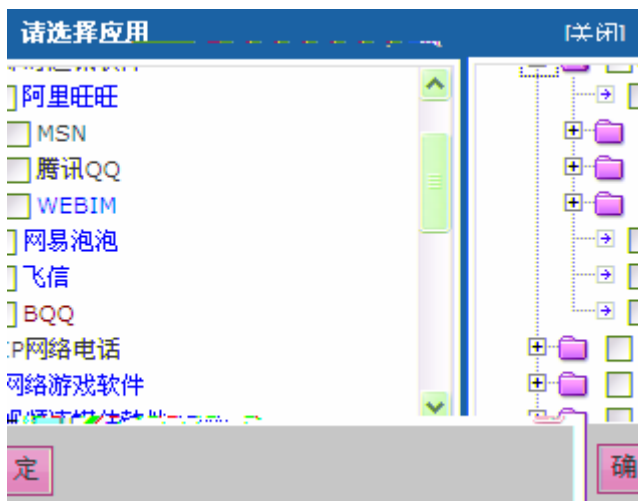 请选择应用
[关闭]
阿里旺旺
MSN
腾讯QQ
WEBIM
网易泡泡
飞信
BQQ
P网络电话
网络游戏软件
定
确